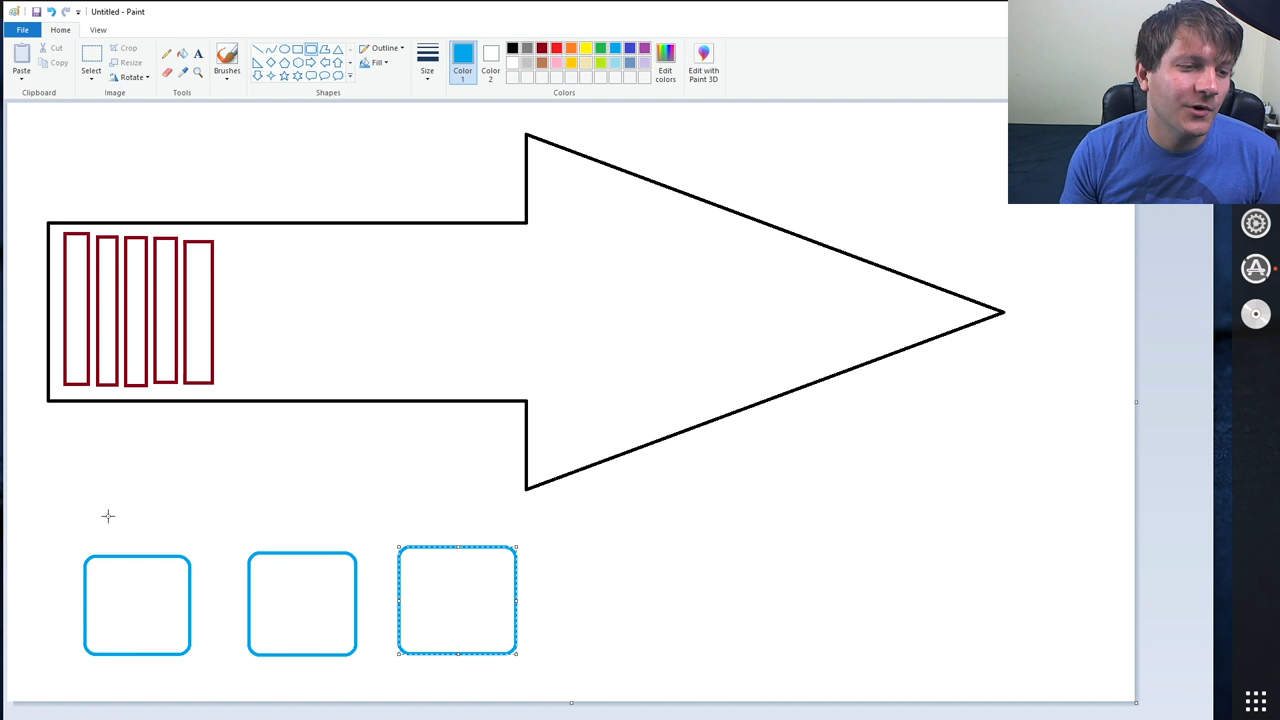 Untitled - Paint
File Home View
Paste
Cut
Copy
Clipboard
Select
Crop
Resize
Rotate
Image
A
Tools
Brushes
Shapes
Outline
Fill
Size
Color 1
Color 2
Edit colors
Colors
Edit with Paint 3D